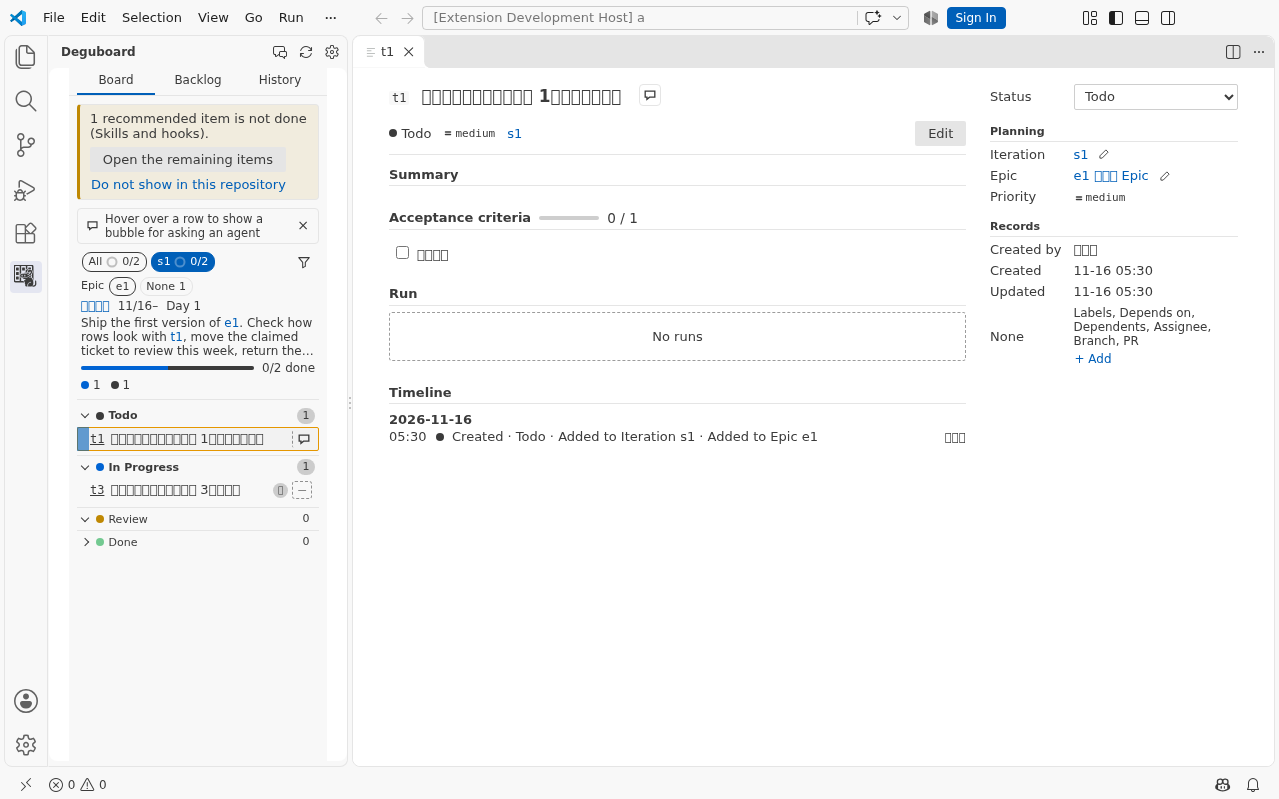 File Edit Selection View Go Run ···
[Extension Development Host] a
Sign In
Deguboard
Board Backlog History
1 recommended item is not done
(Skills and hooks).
Open the remaining items
Do not show in this repository
Hover over a row to show a
bubble for asking an agent
All 0/2 s1 0/2
Epic e1 None 1
11/16– Day 1
Ship the first version of e1. Check how
rows look with t1, move the claimed
ticket to review this week, return the…
0/2 done
1 1
Todo 1
t1 1
In Progress 1
t3 3
Review 0
Done 0
t1
t1 1
Todo medium s1
Edit
Summary
Acceptance criteria 0 / 1
Run
No runs
Timeline
2026-11-16
05:30 Created · Todo · Added to Iteration s1 · Added to Epic e1
Status Todo
Planning
Iteration s1
Epic e1 Epic
Priority medium
Records
Created by
Created 11-16 05:30
Updated 11-16 05:30
None Labels, Depends on,
Dependents, Assignee,
Branch, PR
+ Add
0 0